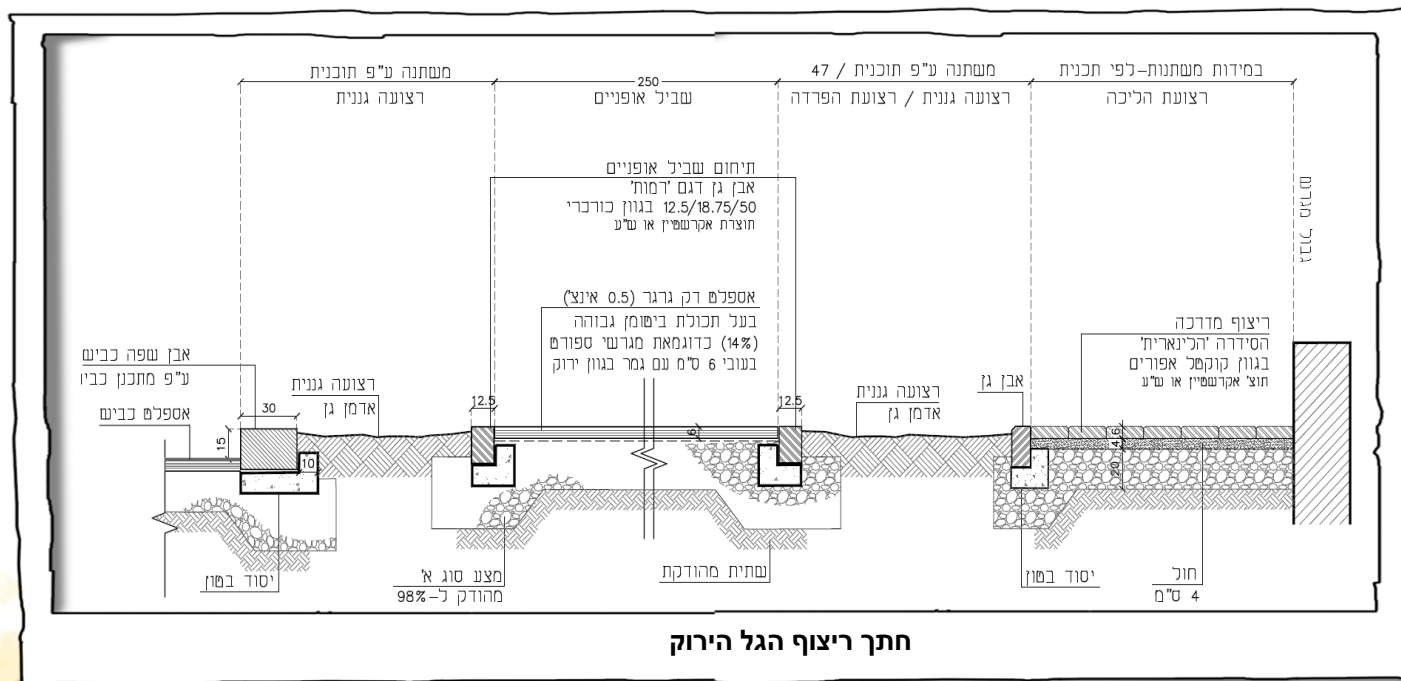 במידות משתנות-לפי תכנית
רצועת הליכה
משתנה ע"פ תוכנית / 47
רצועה גננית / רצועת הפרדה
250
שביל אופניים
משתנה ע"פ תוכנית
רצועה גננית
גבול מגרש
תיחום שביל אופניים
אבן גן דגם 'רמות'
12.5/18.75/50 בגוון כורכרי
תוצרת אקרשטיין או ש"ע
אספלט דק גרגר (0.5 אינצ')
בעל תכולת ביטומן גבוהה
(14%) כדוגמאת מגרשי ספורט
בעובי 6 ס"מ עם גמר בגוון ירוק
ריצוף מדרכה
הסידרה 'הלינארית'
בגוון קוקטל אפורים
תוצ' אקרשטיין או ש"ע
אבן גן
רצועה גננית
אדמן גן
רצועה גננית
אדמן גן
אבן שפה כביש
ע"פ מתכנן כביש
אספלט כביש
30
15
10
12.5
12.5
6
6
4
20
חול
4 ס"מ
יסוד בטון
שתית מהודקת
מצע סוג א'
מהודק ל-98%
יסוד בטון
חתך ריצוף הגל הירוק